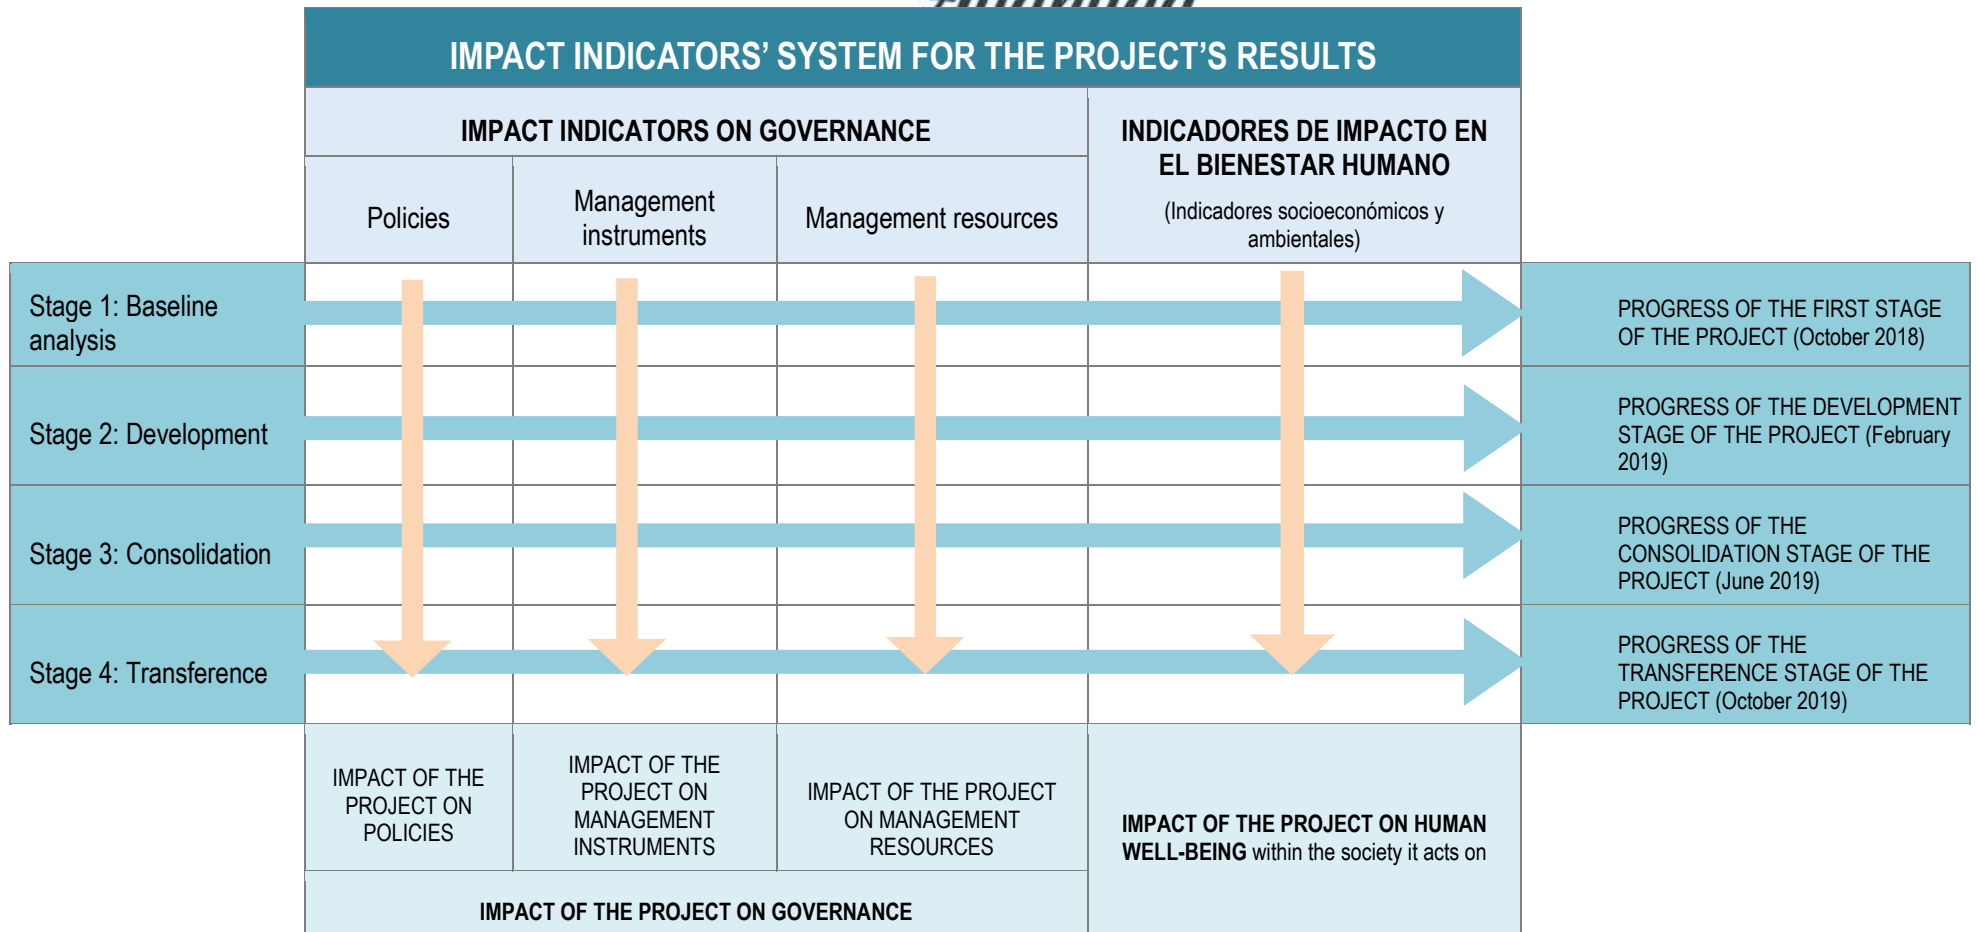 IMPACT INDICATORS' SYSTEM FOR THE PROJECT'S RESULTS
IMPACT INDICATORS ON GOVERNANCE
INDICADORES DE IMPACTO EN
EL BIENESTAR HUMANO
(Indicadores socioeconómicos y
ambientales)
Policies
Management
instruments
Management resources
Stage 1: Baseline
analysis
PROGRESS OF THE FIRST STAGE
OF THE PROJECT (October 2018)
Stage 2: Development
PROGRESS OF THE DEVELOPMENT
STAGE OF THE PROJECT (February
2019)
Stage 3: Consolidation
PROGRESS OF THE
CONSOLIDATION STAGE OF THE
PROJECT (June 2019)
Stage 4: Transference
PROGRESS OF THE
TRANSFERENCE STAGE OF THE
PROJECT (October 2019)
IMPACT OF THE
PROJECT ON
POLICIES
IMPACT OF THE
PROJECT ON
MANAGEMENT
INSTRUMENTS
IMPACT OF THE PROJECT
ON MANAGEMENT
RESOURCES
IMPACT OF THE PROJECT ON HUMAN
WELL-BEING within the society it acts on
IMPACT OF THE PROJECT ON GOVERNANCE